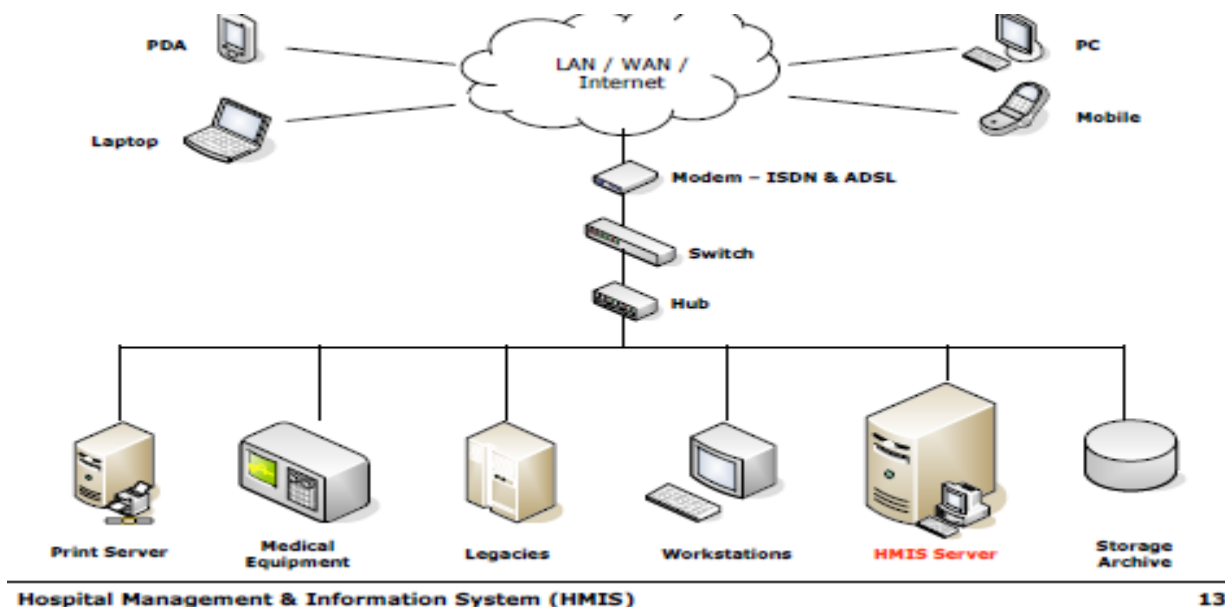 PDA
LAN / WAN /
Internet
PC
Laptop
Mobile
Modem – ISDN & ADSL
Switch
Hub
Print Server
Medical
Equipment
Legacies
Workstations
HMIS Server
Storage
Archive
Hospital Management & Information System (HMIS)
13